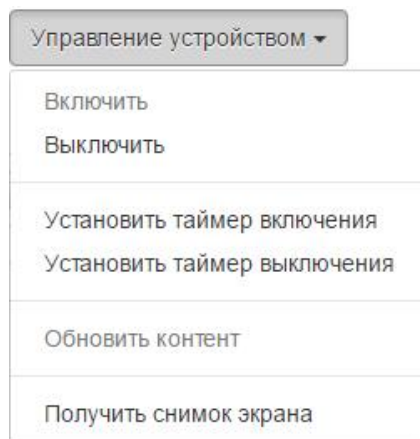 Управление устройством
Включить
Выключить
Установить таймер включения
Установить таймер выключения
Обновить контент
Получить снимок экрана